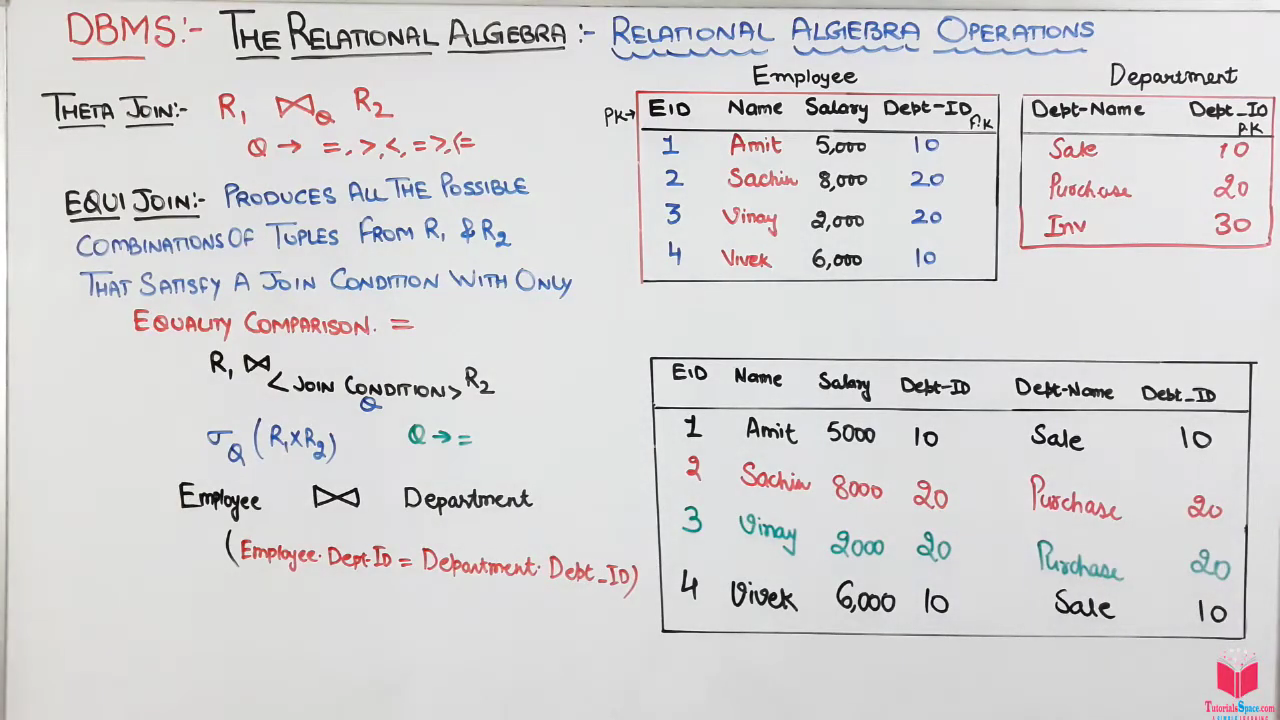 DBMS:- THE RELATIONAL ALGEBRA:- RELATIONAL ALGEBRA OPERATIONS
THETA JOIN:- R₁ ⋈Q R₂
Q → =, >, <, =>, (=
EQUI JOIN:- PRODUCES ALL THE POSSIBLE
COMBINATIONS OF TUPLES FROM R₁ & R₂
THAT SATISFY A JOIN CONDITION WITH ONLY
EQUALITY COMPARISON. =
R₁ ⋈ <JOIN CONDITION> R₂
Q
σQ (R₁×R₂) Q → =
Employee ⋈ Department
(Employee.Dept-ID = Department.Dept_ID)
Employee
PK→ EID Name Salary Dept-ID F.K
1 Amit 5,000 10
2 Sachin 8,000 20
3 Vinay 2,000 20
4 Vivek 6,000 10
Department
Dept-Name Dept_ID PK
Sale 10
Purchase 20
Inv 30
EID Name Salary Dept-ID Dept-Name Dept_ID
1 Amit 5000 10 Sale 10
2 Sachin 8000 20 Purchase 20
3 Vinay 2000 20 Purchase 20
4 Vivek 6,000 10 Sale 10
TutorialsSpace.com
A SIMPLE LEARNING